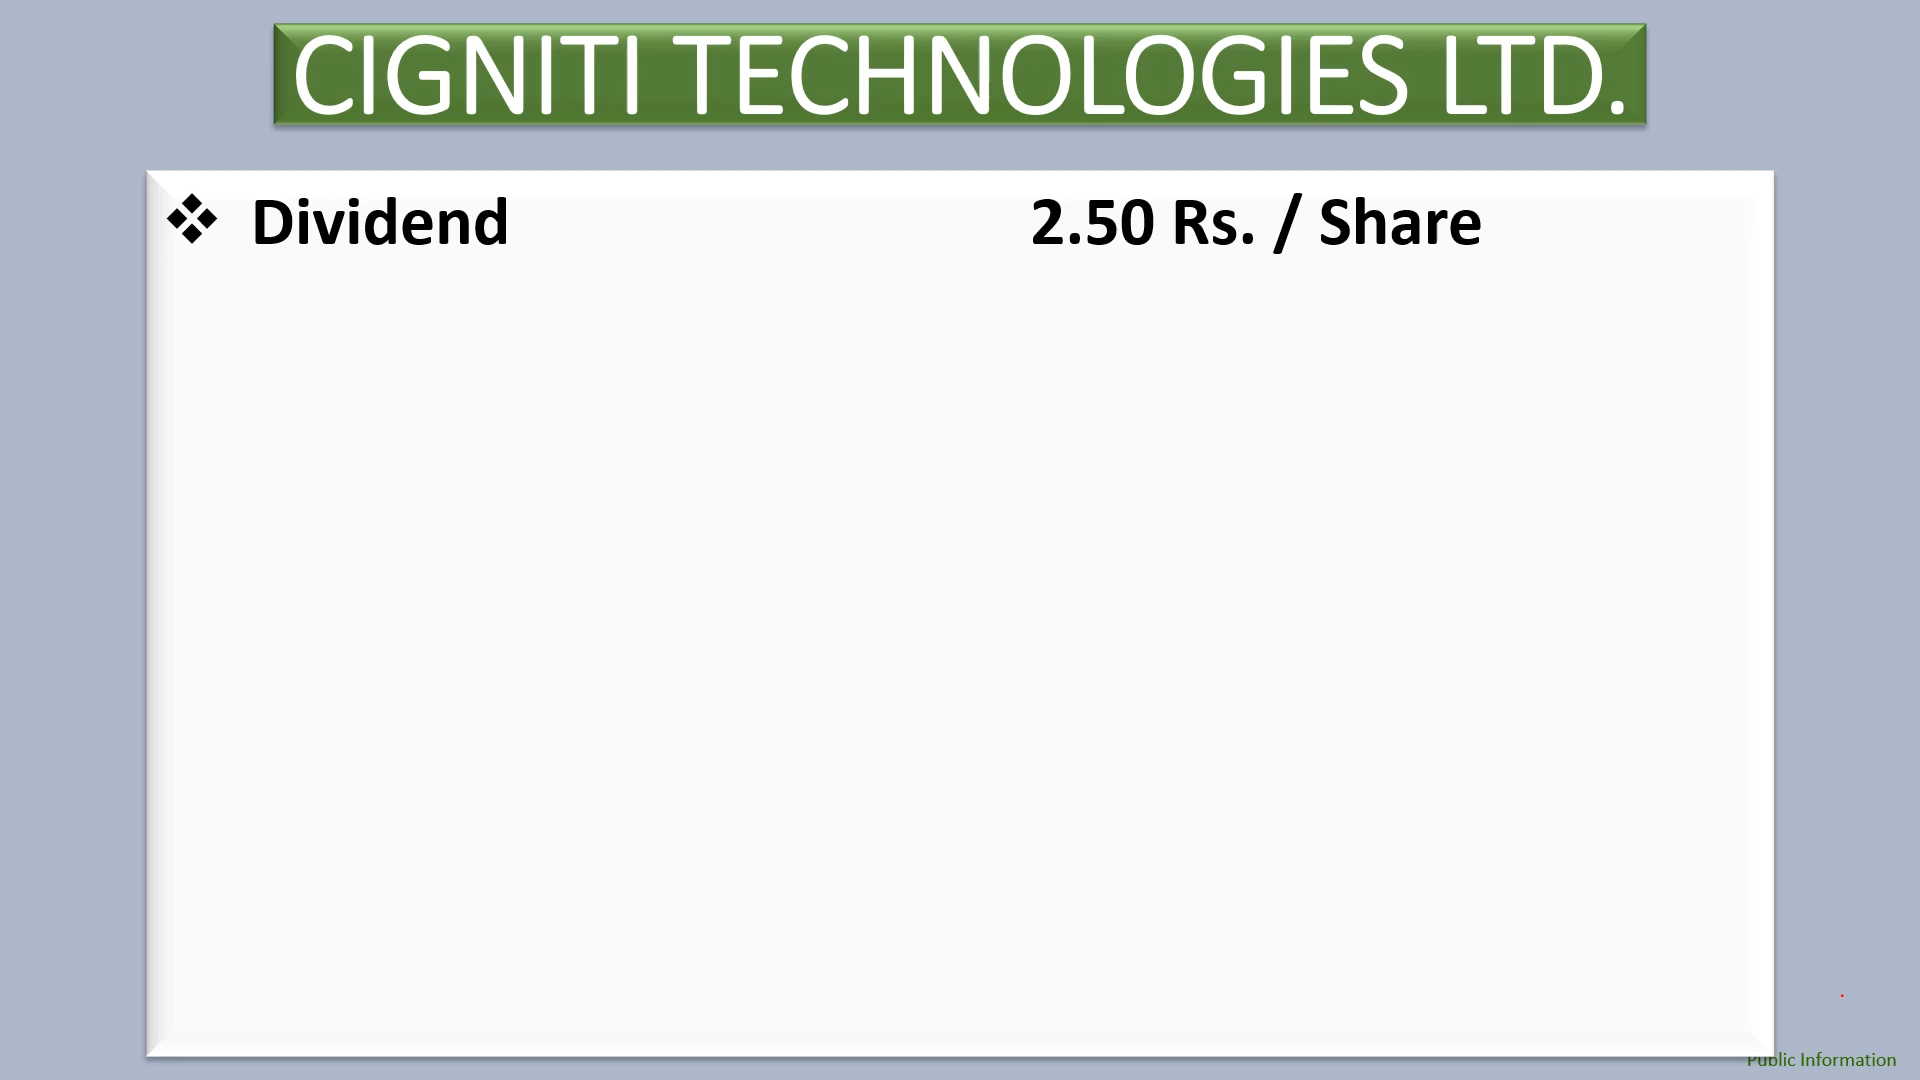 CIGNITI TECHNOLOGIES LTD.
❖ Dividend 2.50 Rs. / Share
Public Information